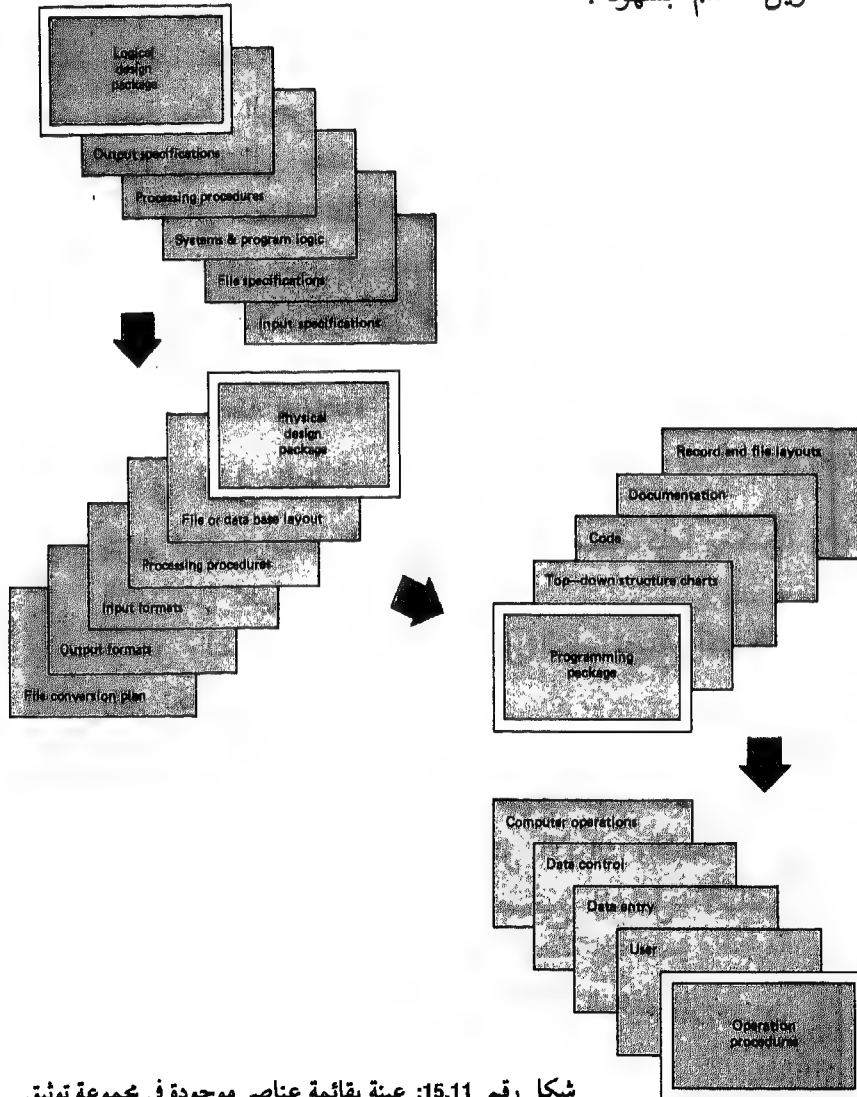 بسهولة .
Logical
design
package
Output specifications
Processing procedures
Systems & program logic
File specifications
Input specifications
Physical
design
package
File or data base layout
Processing procedures
Input formats
Output formats
File conversion plan
Record and file layouts
Documentation
Code
Top—down structure charts
Programming
package
Computer operations
Data control
Data entry
User
Operation
procedures
شكل رقم 15.11: عينة بقائمة عناصر موجودة في مجموعة توثيق